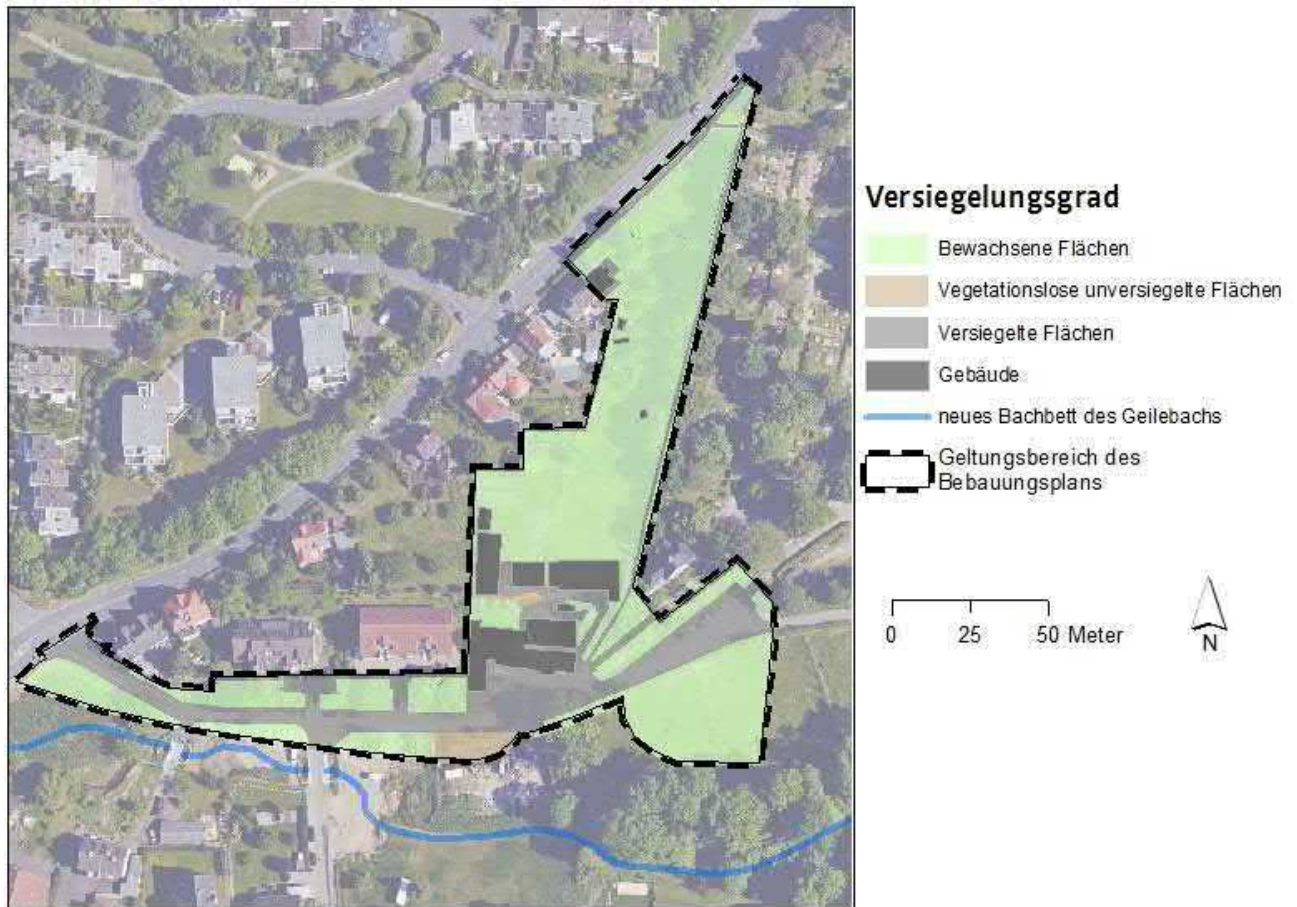 Versiegelungsgrad
Bewachsene Flächen
Vegetationslose unversiegelte Flächen
Versiegelte Flächen
Gebäude
neues Bachbett des Geilebachs
Geltungsbereich des
Bebauungsplans
0 25 50 Meter
N